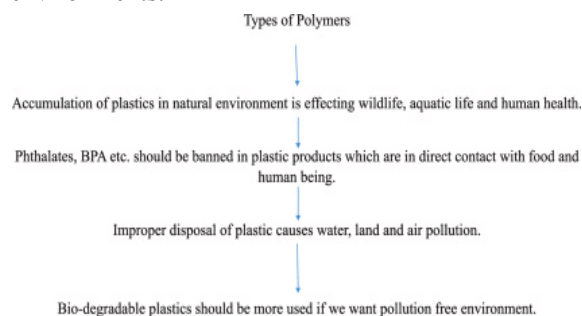 Types of Polymers
Accumulation of plastics in natural environment is effecting wildlife, aquatic life and human health.
Phthalates, BPA etc. should be banned in plastic products which are in direct contact with food and
human being.
Improper disposal of plastic causes water, land and air pollution.
Bio-degradable plastics should be more used if we want pollution free environment.